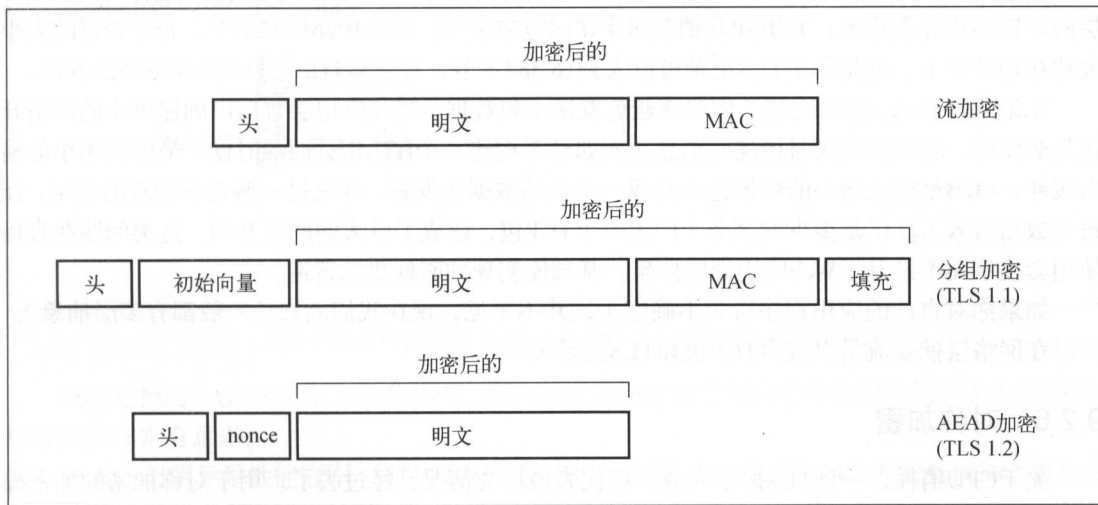 加密后的
头 明文 MAC 流加密
加密后的
头 初始向量 明文 MAC 填充 分组加密
(TLS 1.1)
加密后的
头 nonce 明文 AEAD加密
(TLS 1.2)